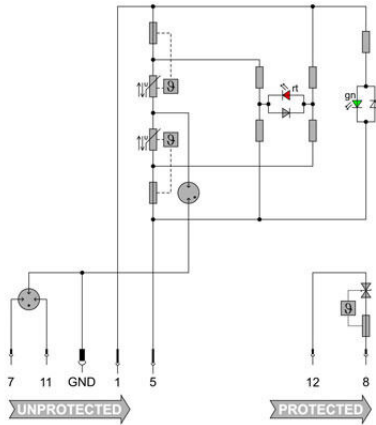 U
ϑ
rt
gn
U
ϑ
ϑ
7 11 GND 1 5 12 8
UNPROTECTED PROTECTED